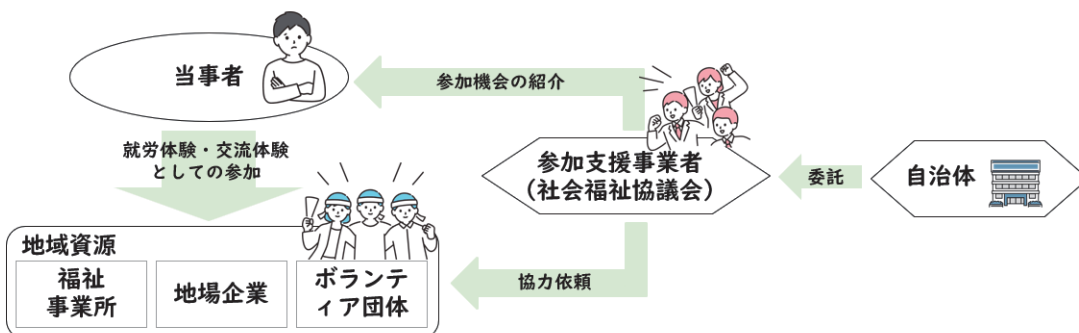 当事者
参加機会の紹介
就労体験・交流体験
としての参加
参加支援事業者
(社会福祉協議会)
委託
自治体
地域資源
福祉
事業所
地場企業
ボランテ
ィア団体
協力依頼